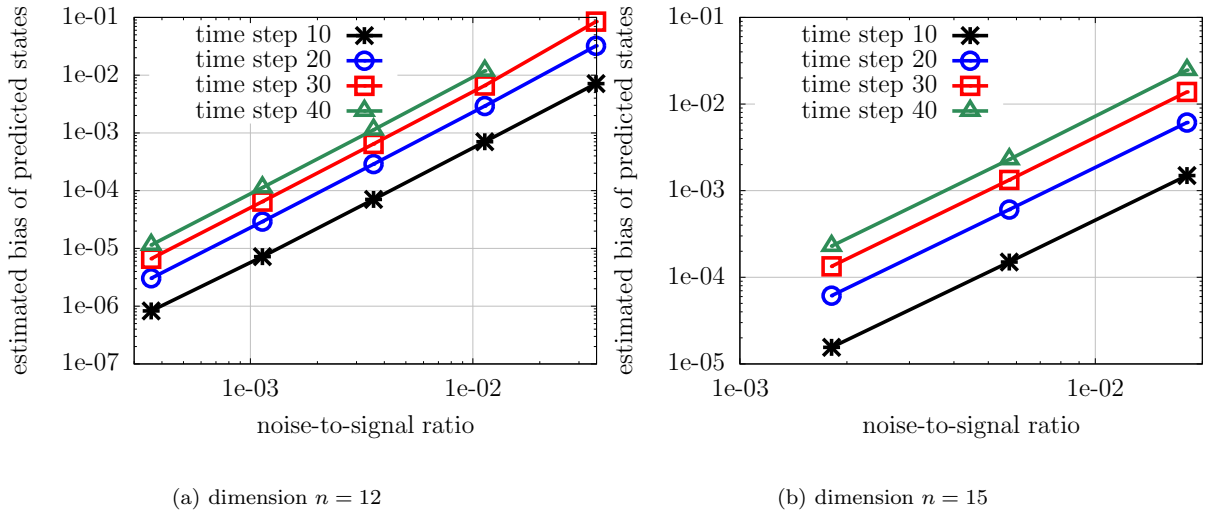 estimated bias of predicted states
1e-01
1e-02
1e-03
1e-04
1e-05
1e-06
1e-07
time step 10
time step 20
time step 30
time step 40
1e-03
1e-02
noise-to-signal ratio
(a) dimension n = 12
estimated bias of predicted states
1e-01
1e-02
1e-03
1e-04
1e-05
time step 10
time step 20
time step 30
time step 40
1e-03
1e-02
noise-to-signal ratio
(b) dimension n = 15